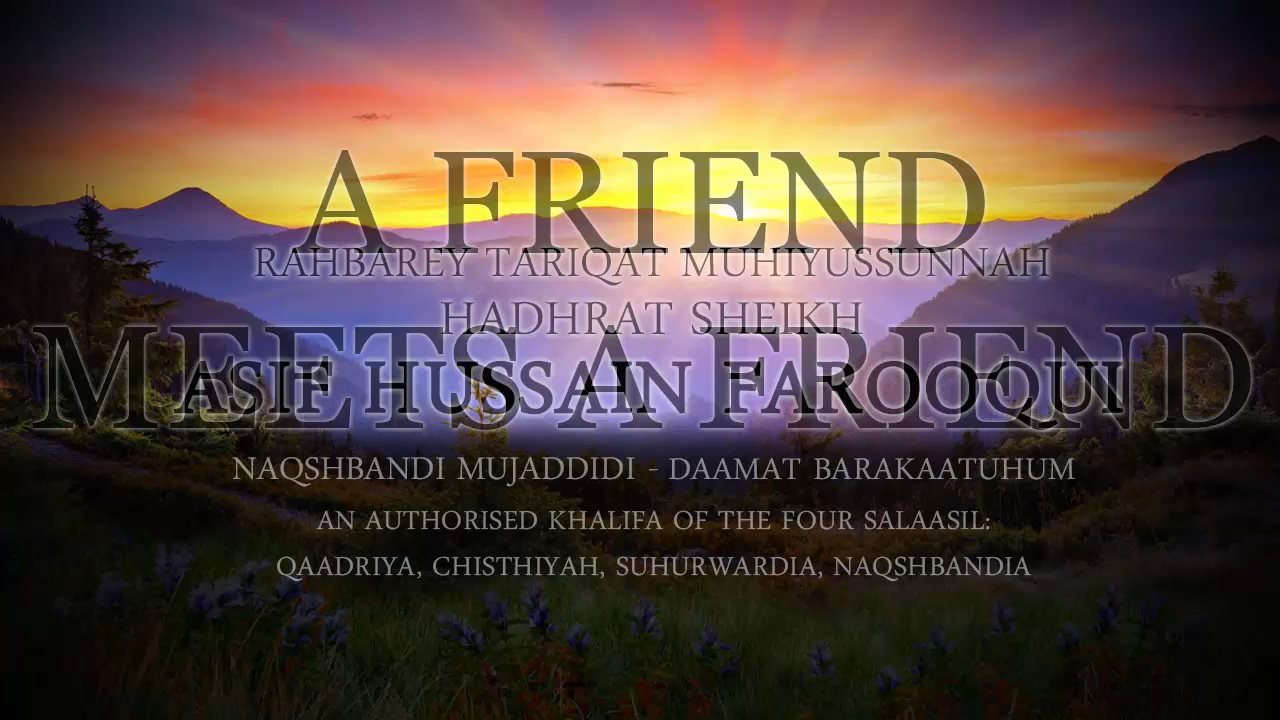 A FRIEND
RAHBAREY TARIQAT MUHIYUSSUNNAH
HADHRAT SHEIKH
MEETS A FRIEND
ASIF HUSSAIN FAROOQUI
NAQSHBANDI MUJADDIDI - DAAMAT BARAKAATUHUM
AN AUTHORISED KHALIFA OF THE FOUR SALAASIL:
QAADRIYA, CHISTHIYAH, SUHURWARDIA, NAQSHBANDIA